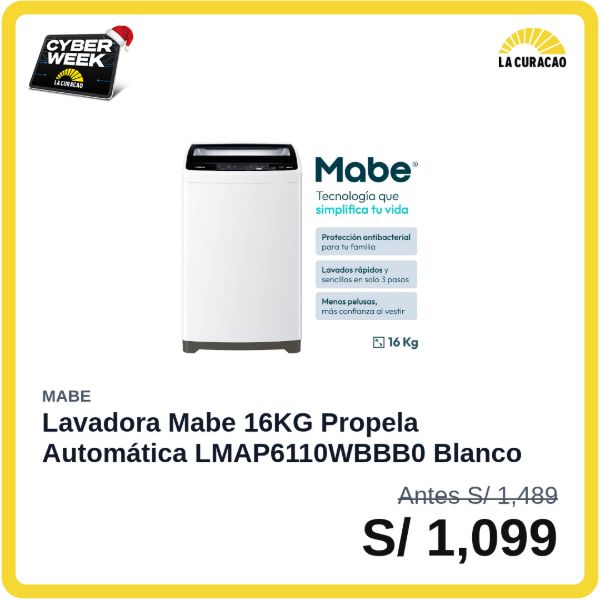 CYBER
WEEK
LA CURACAO
LA CURACAO
Mabe®
Tecnología que
simplifica tu vida
Protección antibacterial
para tu familia
Lavados rápidos y
sencillos en solo 3 pasos
Menos pelusas,
más confianza al vestir
16 Kg
MABE
Lavadora Mabe 16KG Propela
Automática LMAP6110WBBB0 Blanco
Antes S/ 1,489
S/ 1,099